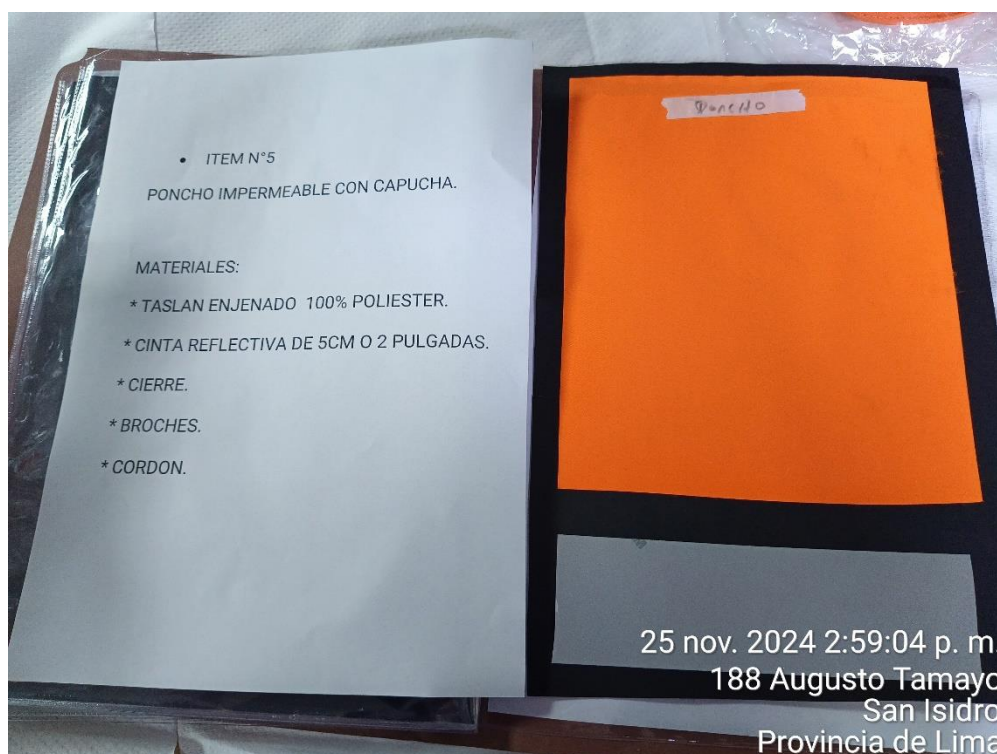 • ITEM N°5
PONCHO IMPERMEABLE CON CAPUCHA.
MATERIALES:
* TASLAN ENJENADO 100% POLIESTER.
* CINTA REFLECTIVA DE 5CM O 2 PULGADAS.
* CIERRE.
* BROCHES.
* CORDON.
PONCHO
25 nov. 2024 2:59:04 p. m.
188 Augusto Tamayo
San Isidro
Provincia de Lima